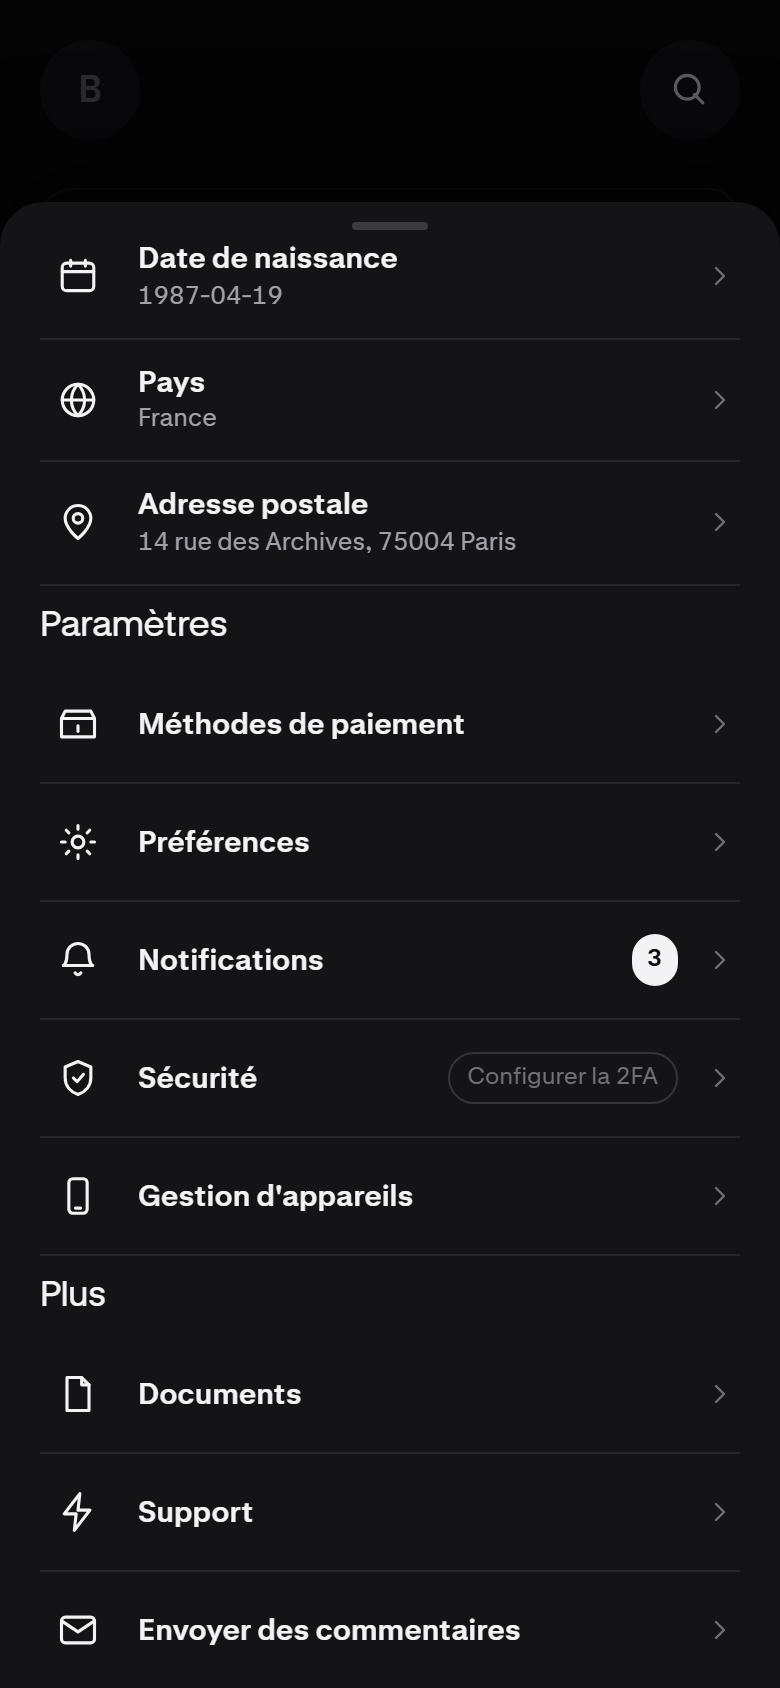 B
Date de naissance
1987-04-19
Pays
France
Adresse postale
14 rue des Archives, 75004 Paris
Paramètres
Méthodes de paiement
Préférences
Notifications
3
Sécurité
Configurer la 2FA
Gestion d'appareils
Plus
Documents
Support
Envoyer des commentaires